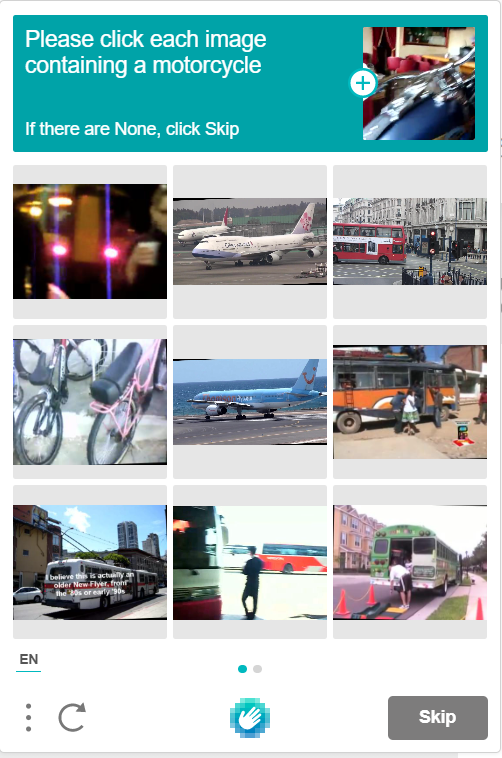 Please click each image
containing a motorcycle
If there are None, click Skip
I believe this is actually an
older New Flyer, from
the '80s or early '90s
EN
Skip